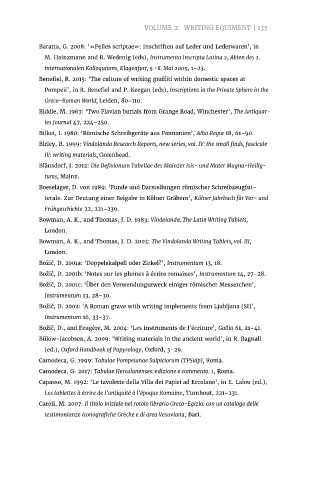 VOLUME 2: WRITING EQUIMENT | 137
Baratta, G. 2008: '«Pelles scriptae»: inschriften auf Leder und Lederwaren', in
M. Hainzmann and R. Wedenig (eds), Instrumenta Inscripta Latina 2, Akten des 2.
internationalen Kolloquiums, Klagenfurt, 5.-8. Mai 2005, 1–23.
Benefiel, R. 2015: 'The culture of writing graffiti within domestic spaces at
Pompeii', in R. Benefiel and P. Keegan (eds), Inscriptions in the Private Sphere in the
Greco-Roman World, Leiden, 80–110.
Biddle, M. 1967: 'Two Flavian burials from Grange Road, Winchester', The Antiquar-
ies Journal 47, 224–250.
Bilkei, I. 1980: 'Römische Schreibgeräte aus Pannonien', Alba Regia 18, 61–90.
Birley, R. 1999: Vindolanda Research Reports, new series, vol. IV: the small finds, fascicule
IV: writing materials, Greenhead.
Blänsdorf, J. 2012: Die Defixionum Tabellae des Mainzer Isis- und Mater Magna-Heilig-
tums, Mainz.
Boeselager, D. von 1989: 'Funde und Darstellungen römischer Schreibzeugfut-
terale. Zur Deutung einer Beigabe in Kölner Gräbern', Kölner Jahrbuch für Vor- und
Frühgeschichte 22, 221–239.
Bowman, A. K., and Thomas, J. D. 1983: Vindolanda. The Latin Writing Tablets,
London.
Bowman, A. K., and Thomas, J. D. 2003: The Vindolanda Writing Tablets, vol. III,
London.
Božič, D. 2001a: 'Doppelskalpell oder Zirkel?', Instrumentum 13, 18.
Božič, D. 2001b: 'Notes sur les plumes à écrire romaines', Instrumentum 14, 27–28.
Božič, D. 2001c: 'Über den Verwendungszweck einiger römischer Messerchen',
Instrumentum 13, 28–30.
Božič, D. 2002: 'A Roman grave with writing implements from Ljubljana (SI)',
Instrumentum 16, 33–37.
Božič, D., and Feugère, M. 2004: 'Les instruments de l'écriture', Gallia 61, 21–41.
Bülow-Jacobsen, A. 2009: 'Writing materials in the ancient world', in R. Bagnall
(ed.), Oxford Handbook of Papyrology, Oxford, 3–29.
Camodeca, G. 1999: Tabulae Pompeianae Sulpiciorum (TPSulp), Roma.
Camodeca, G. 2017: Tabulae Herculanenses: edizione e commento. 1, Roma.
Capasso, M. 1992: 'Le tavolette della Villa dei Papiri ad Ercolano', in E. Lalou (ed.),
Les tablettes à écrire de l'antiquité à l'époque Romaine, Turnhout, 221–231.
Caroli, M. 2007: Il titolo iniziale nel rotolo librario Greco-Egizio: con un catalogo delle
testimonianze iconografiche Greche e di area Vesuviana, Bari.